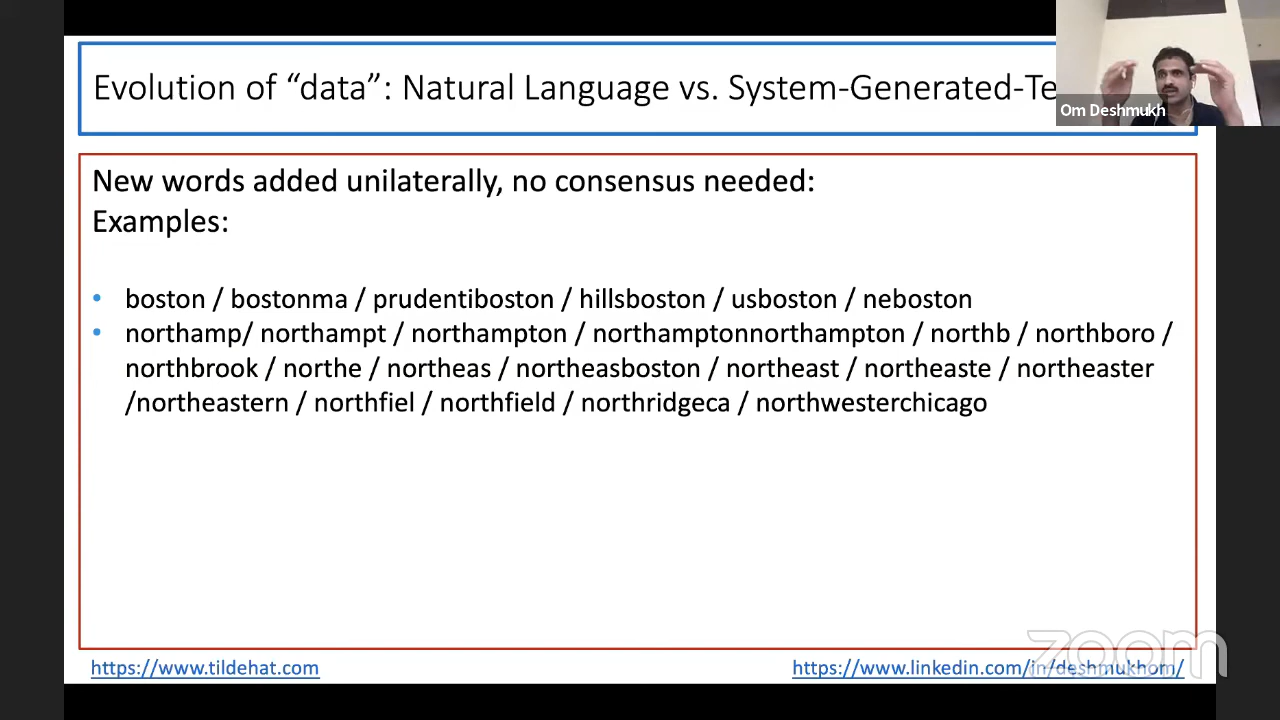 Evolution of “data”: Natural Language vs. System-Generated-Te
Om Deshmukh
New words added unilaterally, no consensus needed:
Examples:
• boston / bostonma / prudentiboston / hillsboston / usboston / neboston
• northamp/ northampt / northampton / northamptonnorthampton / northb / northboro /
northbrook / northe / northeas / northeasboston / northeast / northeaste / northeaster
/northeastern / northfiel / northfield / northridgeca / northwesterchicago
zoom
https://www.tildehat.com
https://www.linkedin.com/in/deshmukhom/